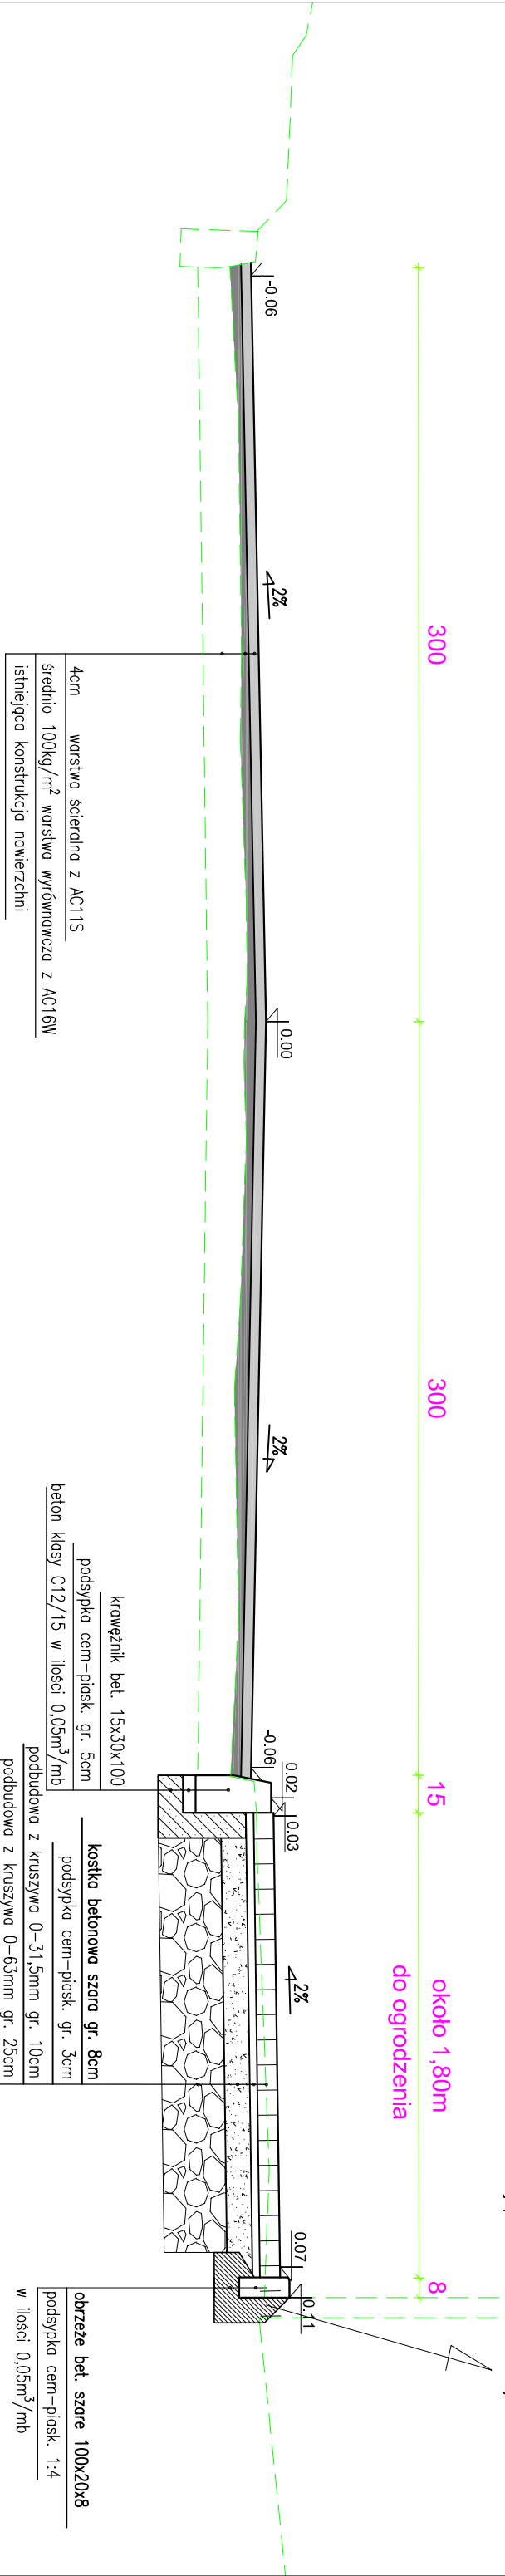 300
300
15
około 1,80m
do ogrodzenia
8
-0.06
2%
0.00
2%
-0.06
0.02
0.03
2%
0.07
0.11
4cm warstwa ścieralna z AC11S
średnio 100kg/m² warstwa wyrównawcza z AC16W
istniejąca konstrukcja nawierzchni
krawężnik bet. 15x30x100
podsypka cem-piask. gr. 5cm
beton klasy C12/15 w ilości 0,05m³/mb
kostka betonowa szara gr. 8cm
podsypka cem-piask. gr. 3cm
podbudowa z kruszywa 0-31,5mm gr. 10cm
podbudowa z kruszywa 0-63mm gr. 25cm
obrzeże bet. szare 100x20x8
podsypka cem-piask. 1:4
w ilości 0,05m³/mb